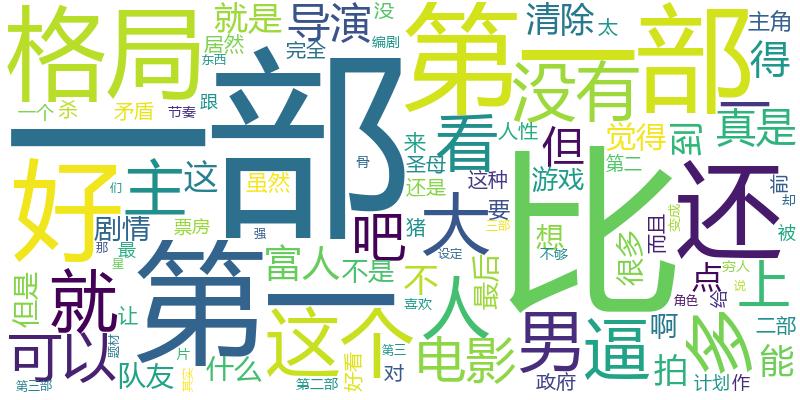 格局
就是
居然
东西
导演
没
完全
编剧
第一部
清除
太
主角
得
一部
一个
杀
矛盾
节奏
跟
没有
一
真是
看
来
人性
但
觉得
到
好
主
这
虽然
圣母
还是
这种
游戏
第二
比
还
却
被
们
剧情
票房
骨
吧
大
要
猪
想
很多
而且
变成
三部
那
最
星
强
富人
不是
设定
不够
但是
就
第一
这个
不
最后
人
喜欢
点
给
穷人
说
角色
上
让
可以
题材
片
队友
什么
第三
对
电影
男
逼
啊
拍
多
二部
能
第三部
其实
第二部
好看
政府
计划
作